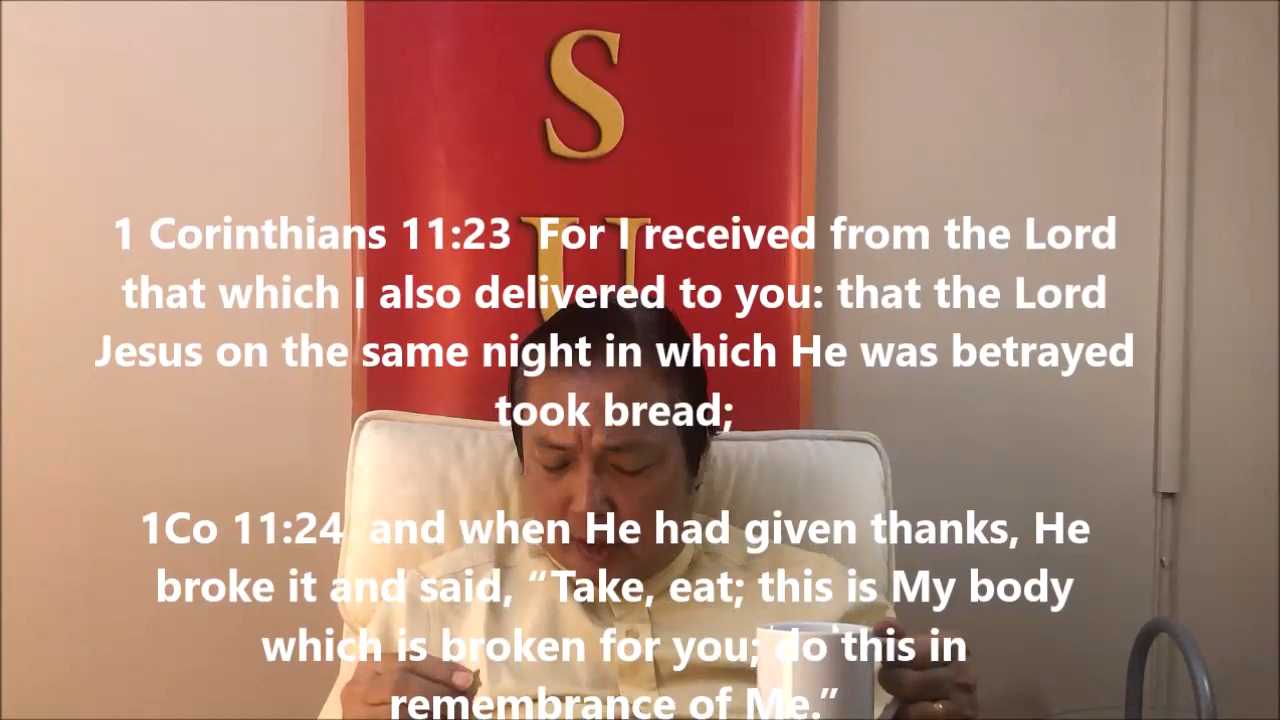 S
U
1 Corinthians 11:23  For I received from the Lord
that which I also delivered to you: that the Lord
Jesus on the same night in which He was betrayed
took bread;
1Co 11:24  and when He had given thanks, He
broke it and said, “Take, eat; this is My body
which is broken for you; do this in
remembrance of Me.”